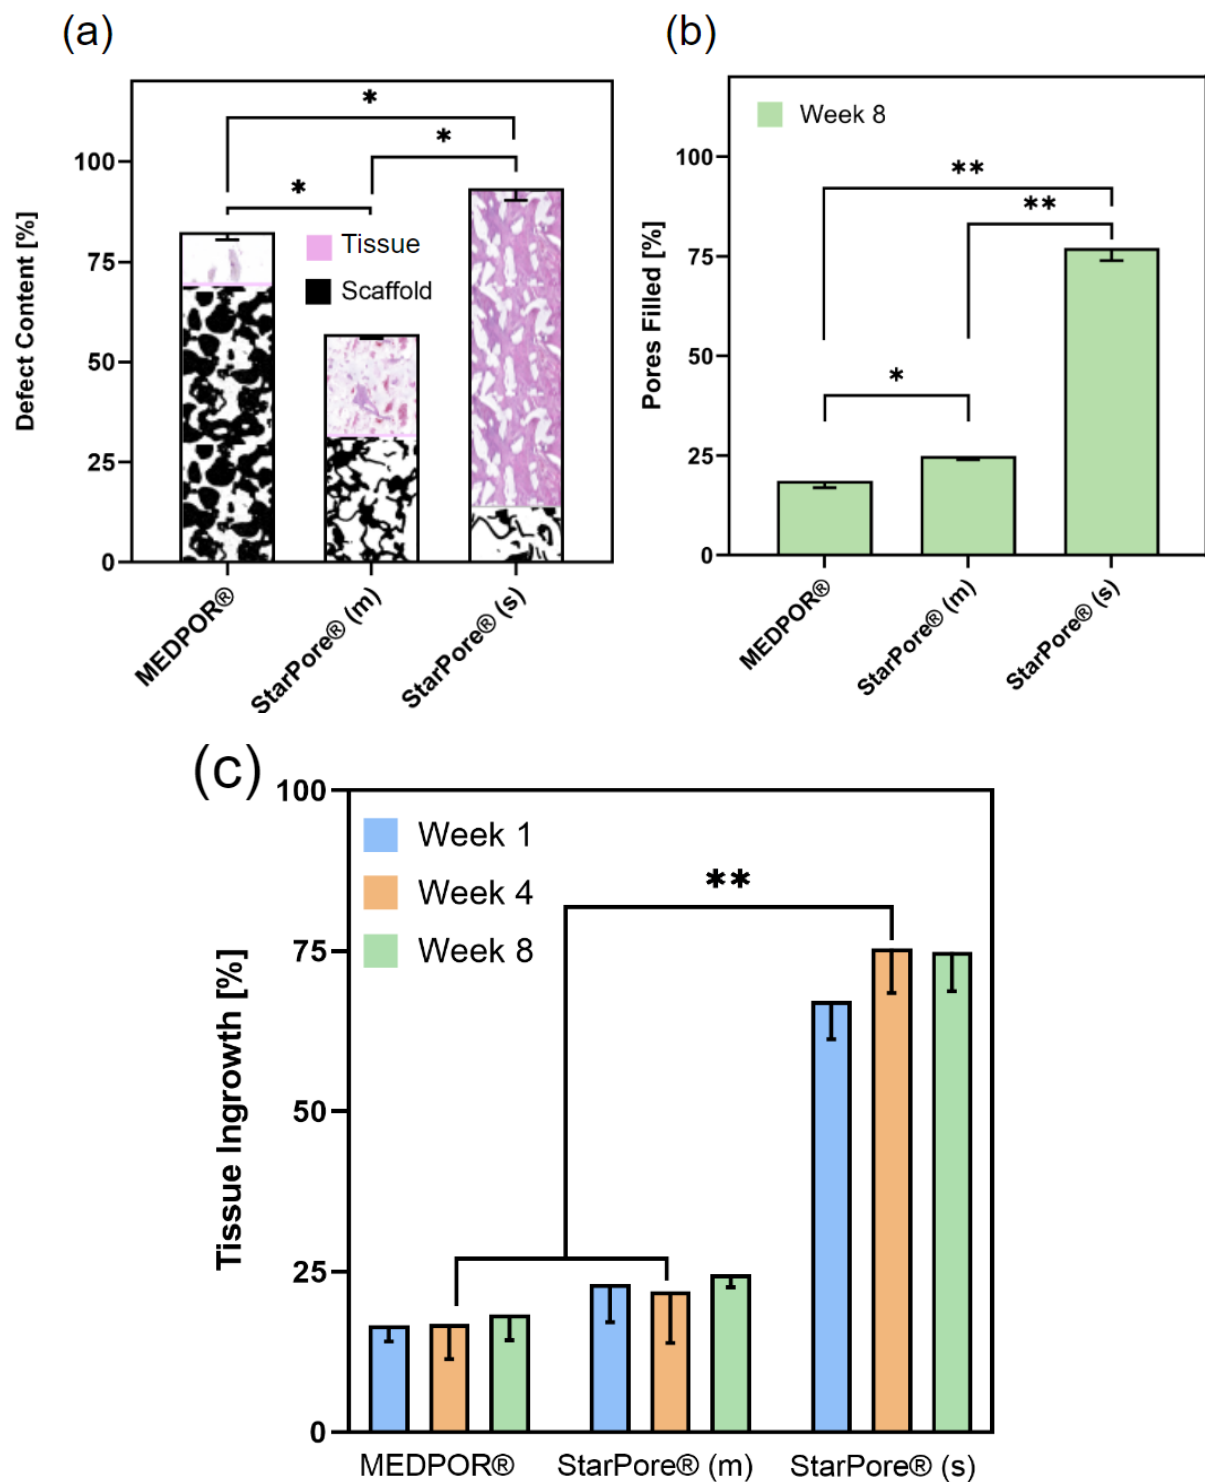 (a)
Defect Content [%]
100
75
50
25
0
*
*
*
Tissue
Scaffold
MEDPOR®
StarPore® (m)
StarPore® (s)
(b)
Pores Filled [%]
100
75
50
25
0
Week 8
**
**
*
MEDPOR®
StarPore® (m)
StarPore® (s)
(c)
Tissue Ingrowth [%]
100
75
50
25
0
Week 1
Week 4
Week 8
**
MEDPOR®
StarPore® (m)
StarPore® (s)